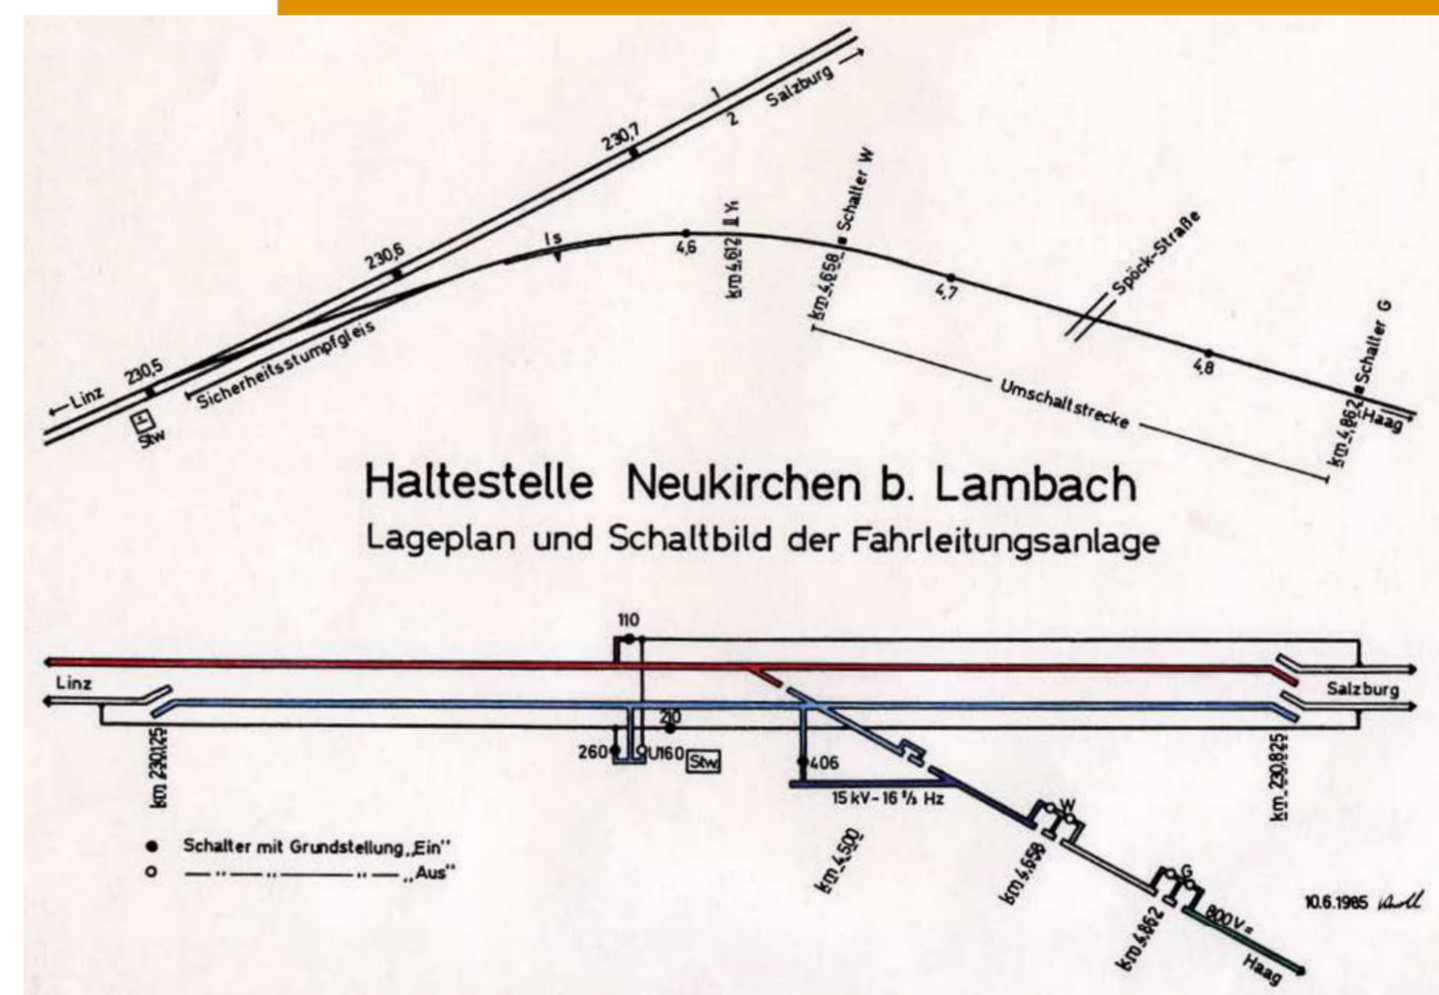 1
2
Salzburg
230,7
Schalter W
230,6
Is
4,6
km 4,612
km 4,658
4,7
Spöck-Straße
Schalter G
4,8
230,5
Linz
Sicherheitsstumpfgleis
Stw
Umschaltstrecke
km 4,862
Haag
Haltestelle Neukirchen b. Lambach
Lageplan und Schaltbild der Fahrleitungsanlage
110
Linz
Salzburg
210
260
U160
Stw.
406
km 230,125
km 230,825
15 kV - 16 ⅔ Hz
W
km 4,500
km 4,658
Schalter mit Grundstellung „Ein"
— „ — „ — „ — „Aus"
G
800 V =
km 4,862
Haag
10.6.1985